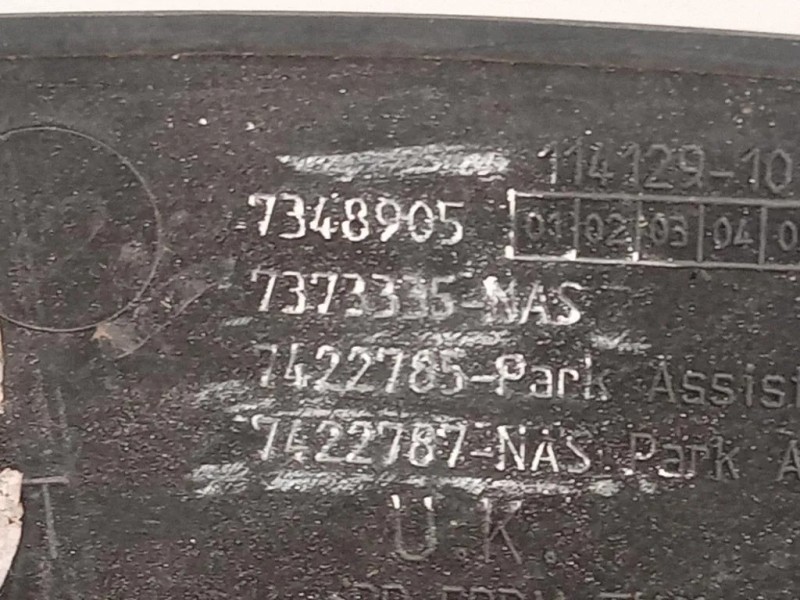 114129-10
7348905 01 02 03 04
7373335-NAS
7422785-Park Assist
7422787-NAS Park A
U.K.